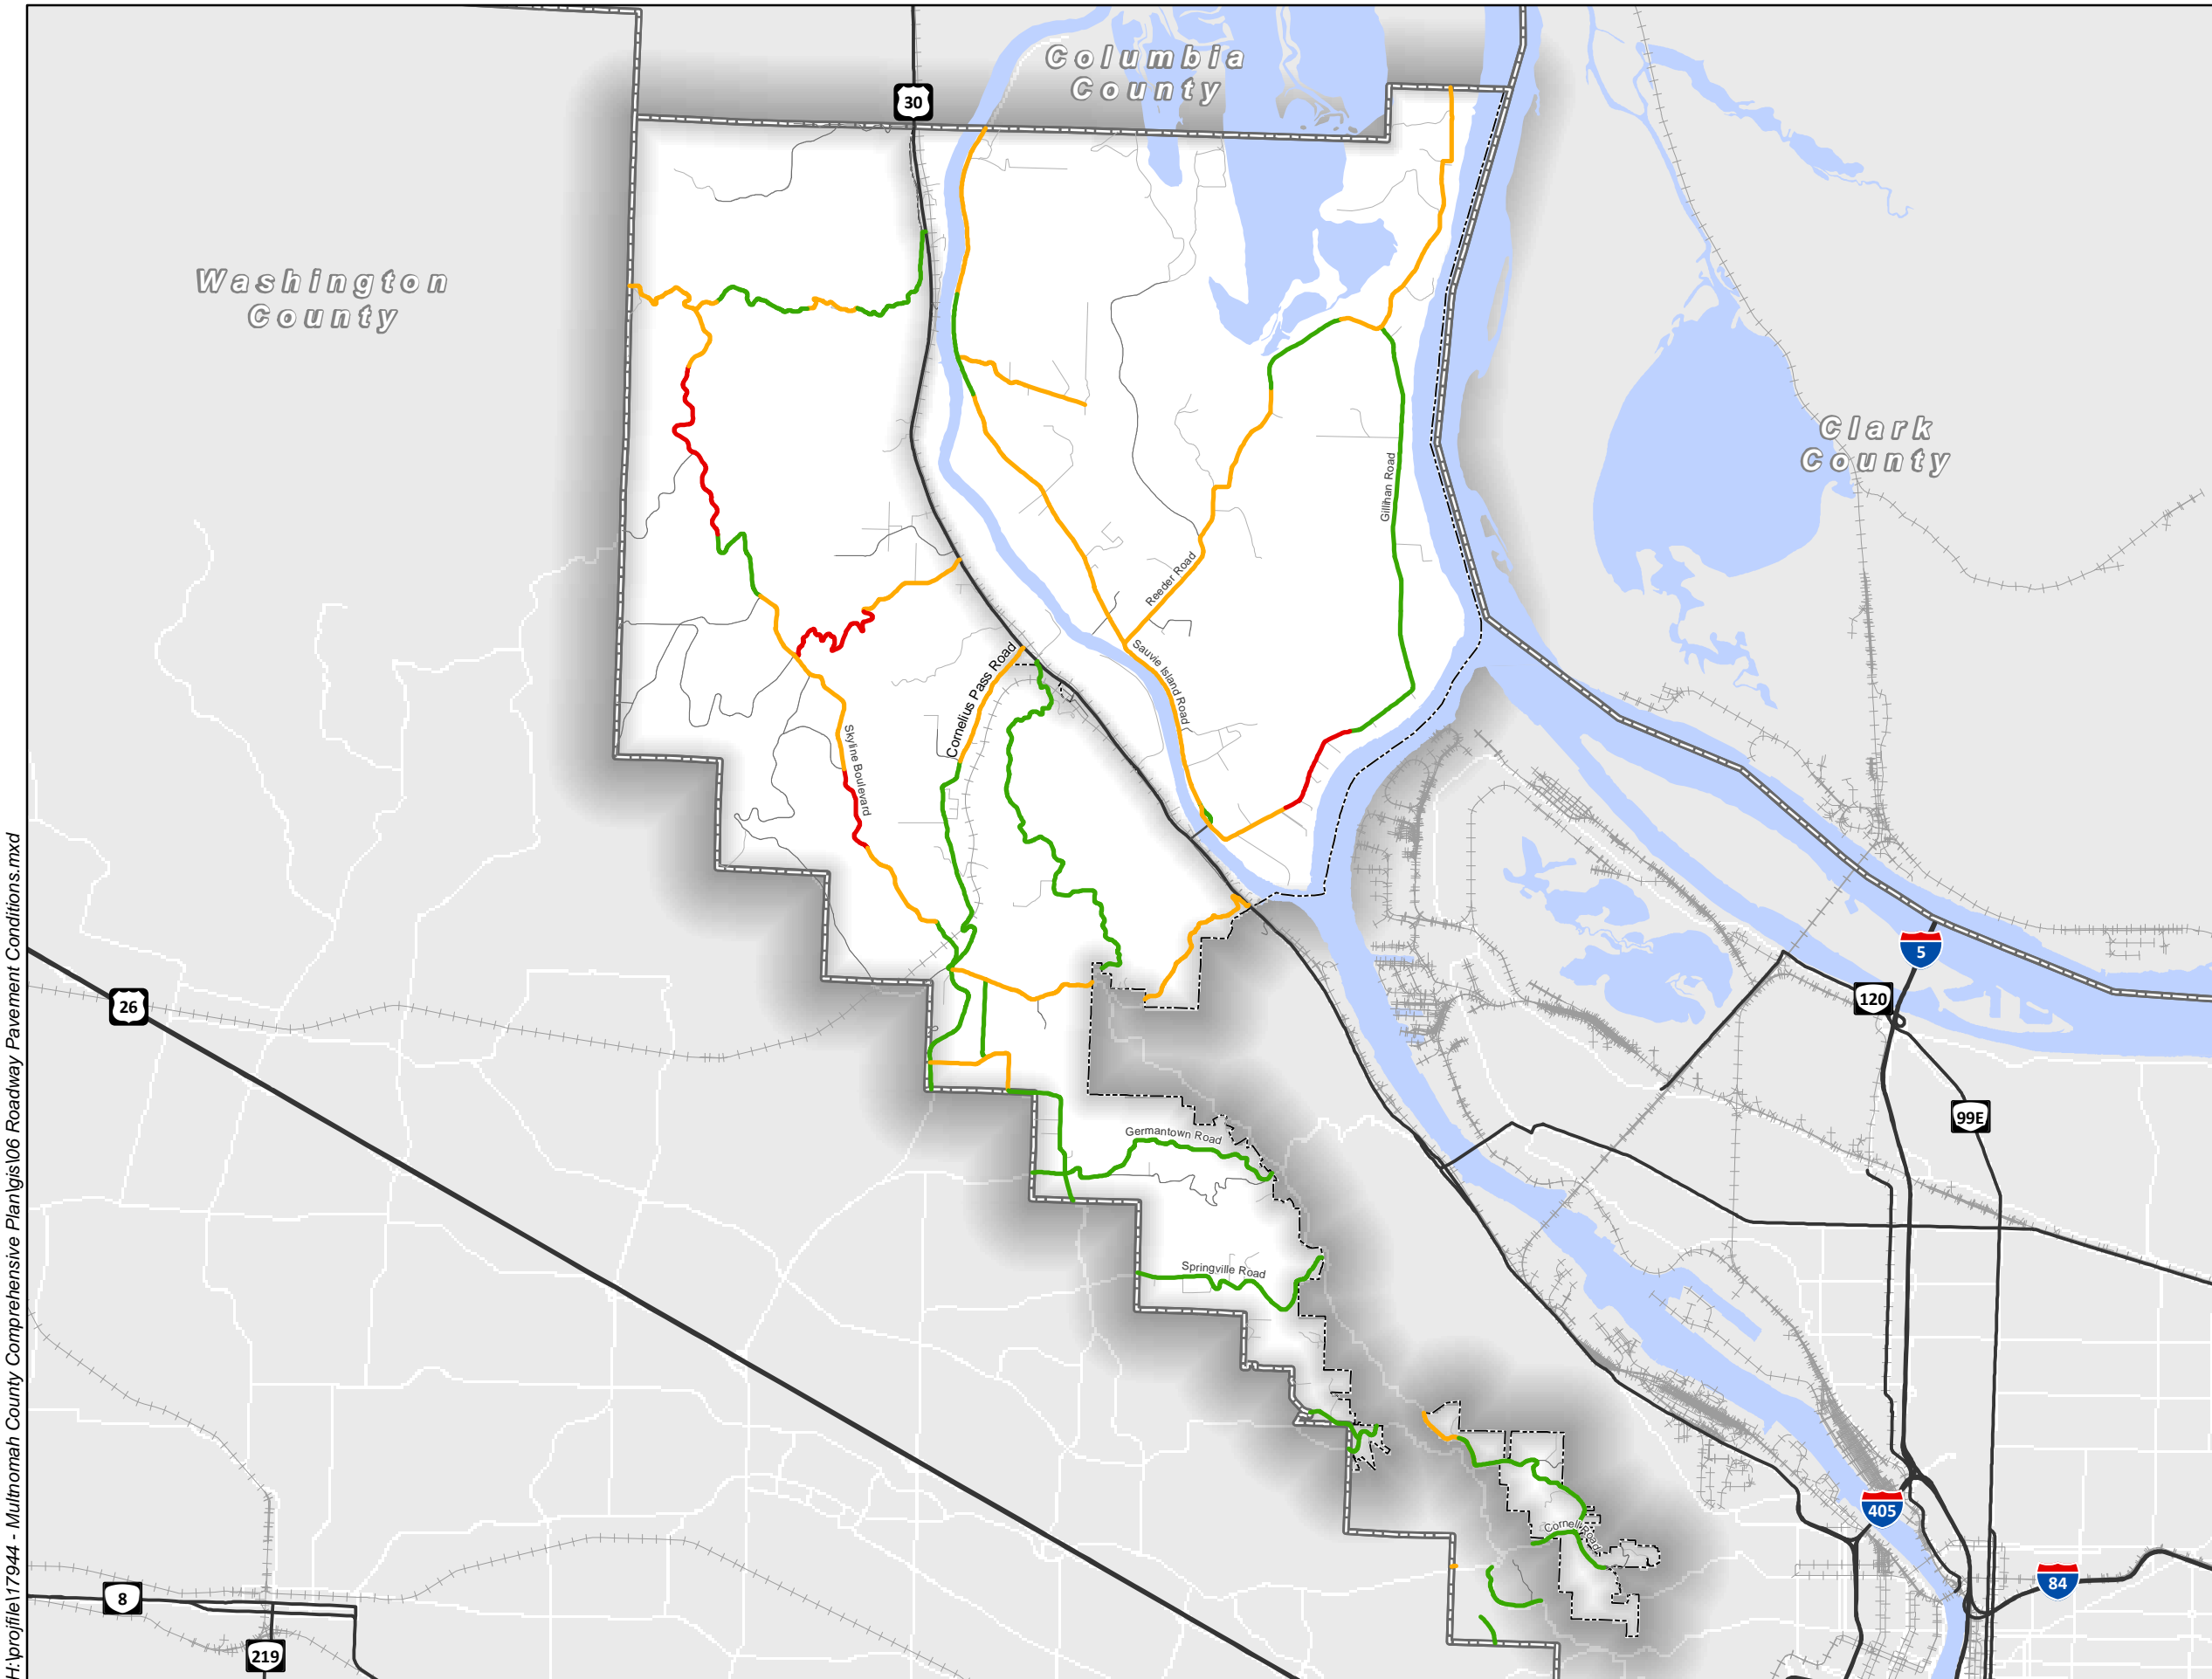 Columbia
County
30
Washington
County
Clark
County
Gillihan Road
Reeder Road
Sauvie Island Road
Cornelius Pass Road
Skyline Boulevard
5
120
26
99E
Germantown Road
Springville Road
405
Cornell Road
84
8
219
H:\projfile\17944 - Multnomah County Comprehensive Plan\gis\06 Roadway Pavement Conditions.mxd